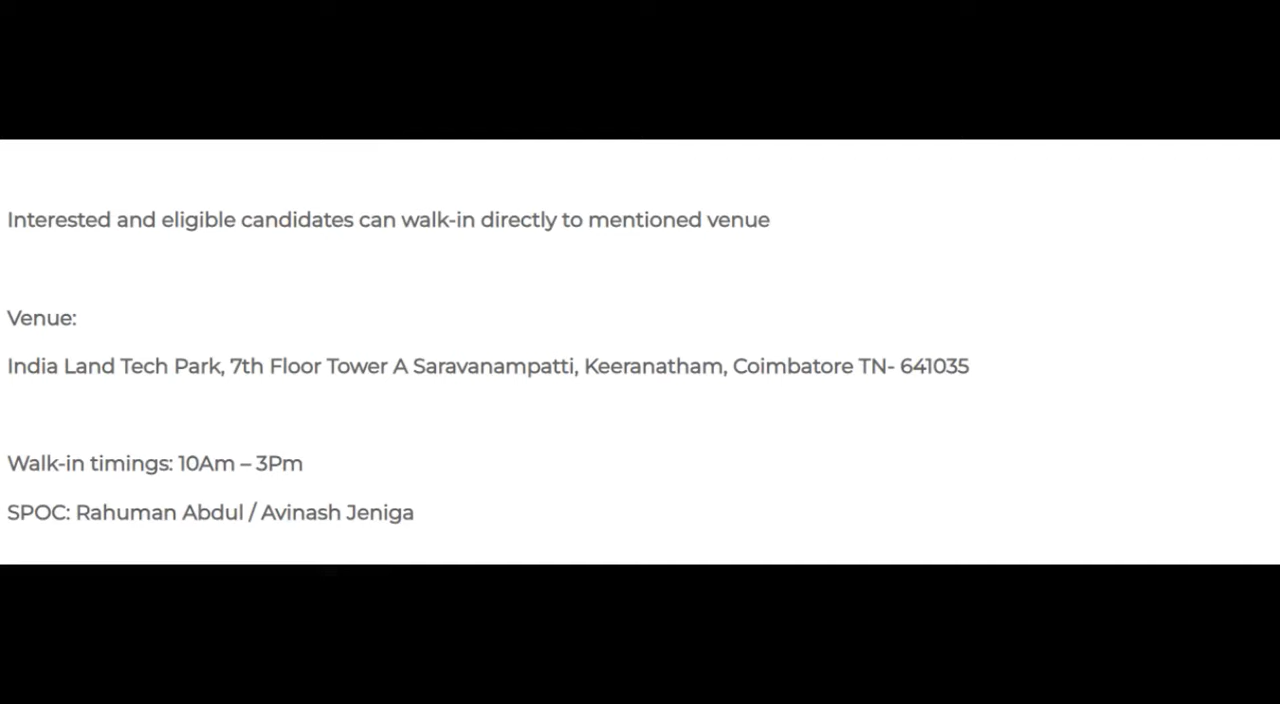 Interested and eligible candidates can walk-in directly to mentioned venue
Venue:
India Land Tech Park, 7th Floor Tower A Saravanampatti, Keeranatham, Coimbatore TN- 641035
Walk-in timings: 10Am – 3Pm
SPOC: Rahuman Abdul / Avinash Jeniga